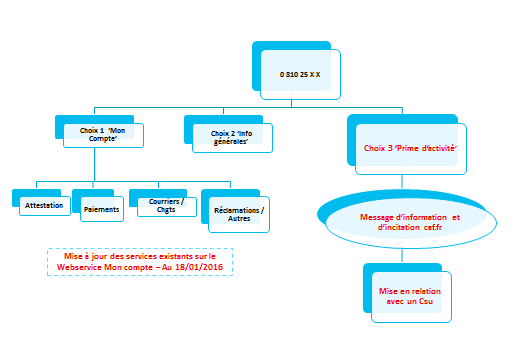 0 810 25 X X
Choix 1 ‘Mon
Compte’
Choix 2 ‘Info
générales’
Choix 3 ‘Prime d’activité’
Attestation
Paiements
Courriers /
Chgts
Réclamations /
Autres
Message d’information et
d’incitation caf.fr
Mise à jour des services existants sur le
Webservice Mon compte – Au 18/01/2016
Mise en relation
avec un Csu